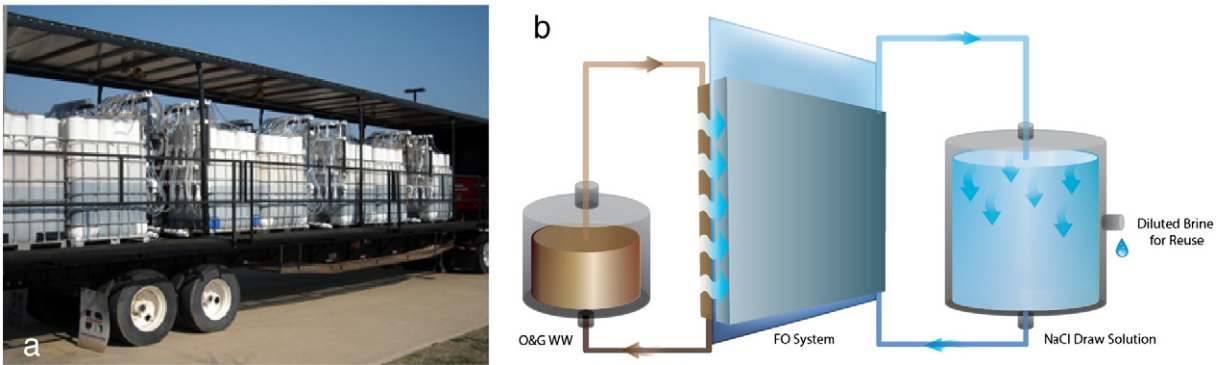 a
b
O&G WW
FO System
NaCl Draw Solution
Diluted Brine
for Reuse